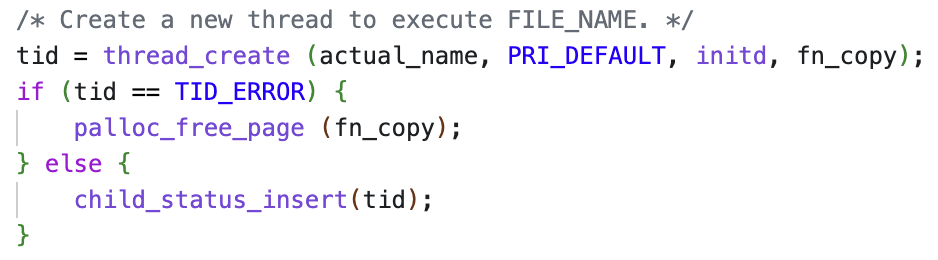 /* Create a new thread to execute FILE_NAME. */
tid = thread_create (actual_name, PRI_DEFAULT, initd, fn_copy);
if (tid == TID_ERROR) {
    palloc_free_page (fn_copy);
} else {
    child_status_insert(tid);
}